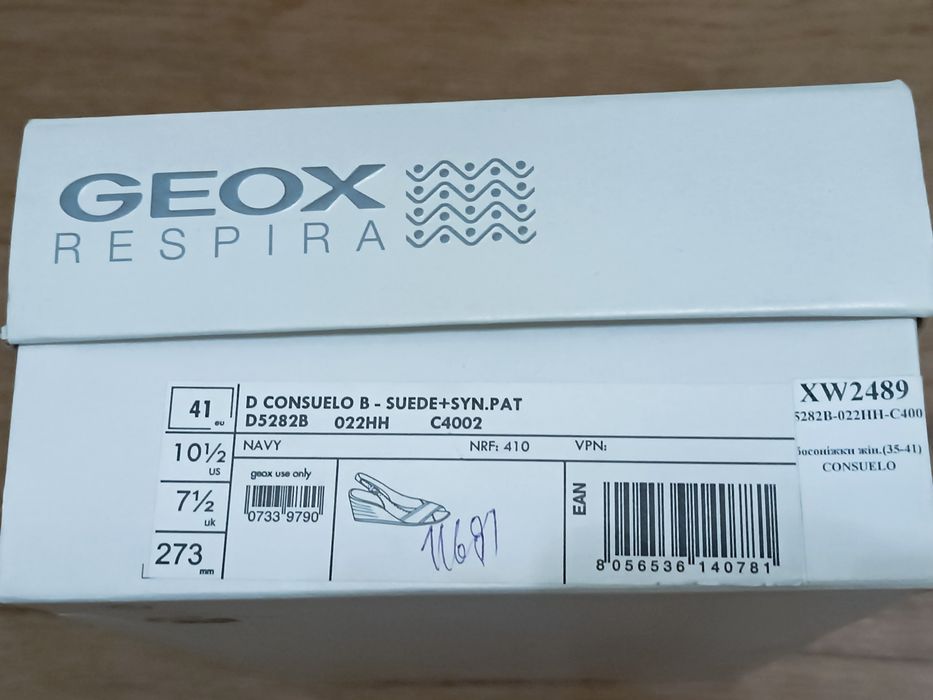 GEOX
RESPIRA
41 eu
D CONSUELO B - SUEDE+SYN.PAT
D5282B 022HH C4002
10½ US
NAVY NRF: 410 VPN:
7½ uk
273 mm
geox use only
0733 9790
EAN
8 056536 140781
XW2489
5282B-022HH-C400
босоніжки жін.(35-41)
CONSUELO